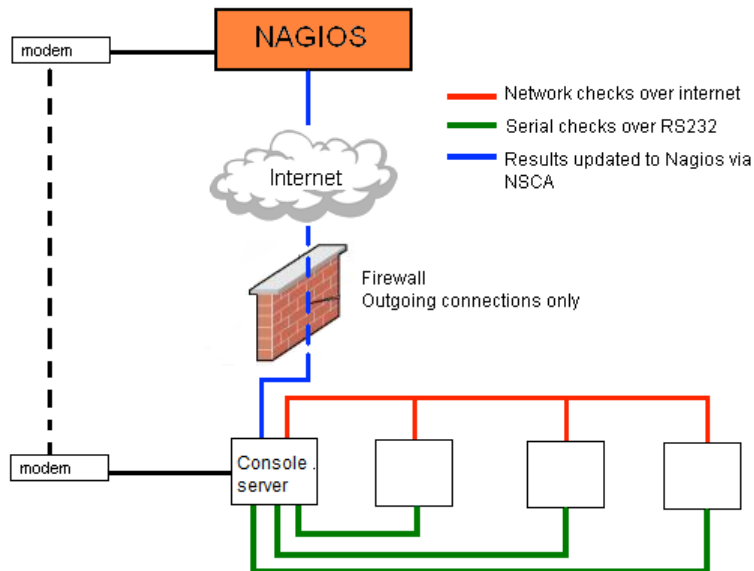 NAGIOS
modem
Network checks over internet
Serial checks over RS232
Results updated to Nagios via
NSCA
Internet
Firewall
Outgoing connections only
Console .
server
modem